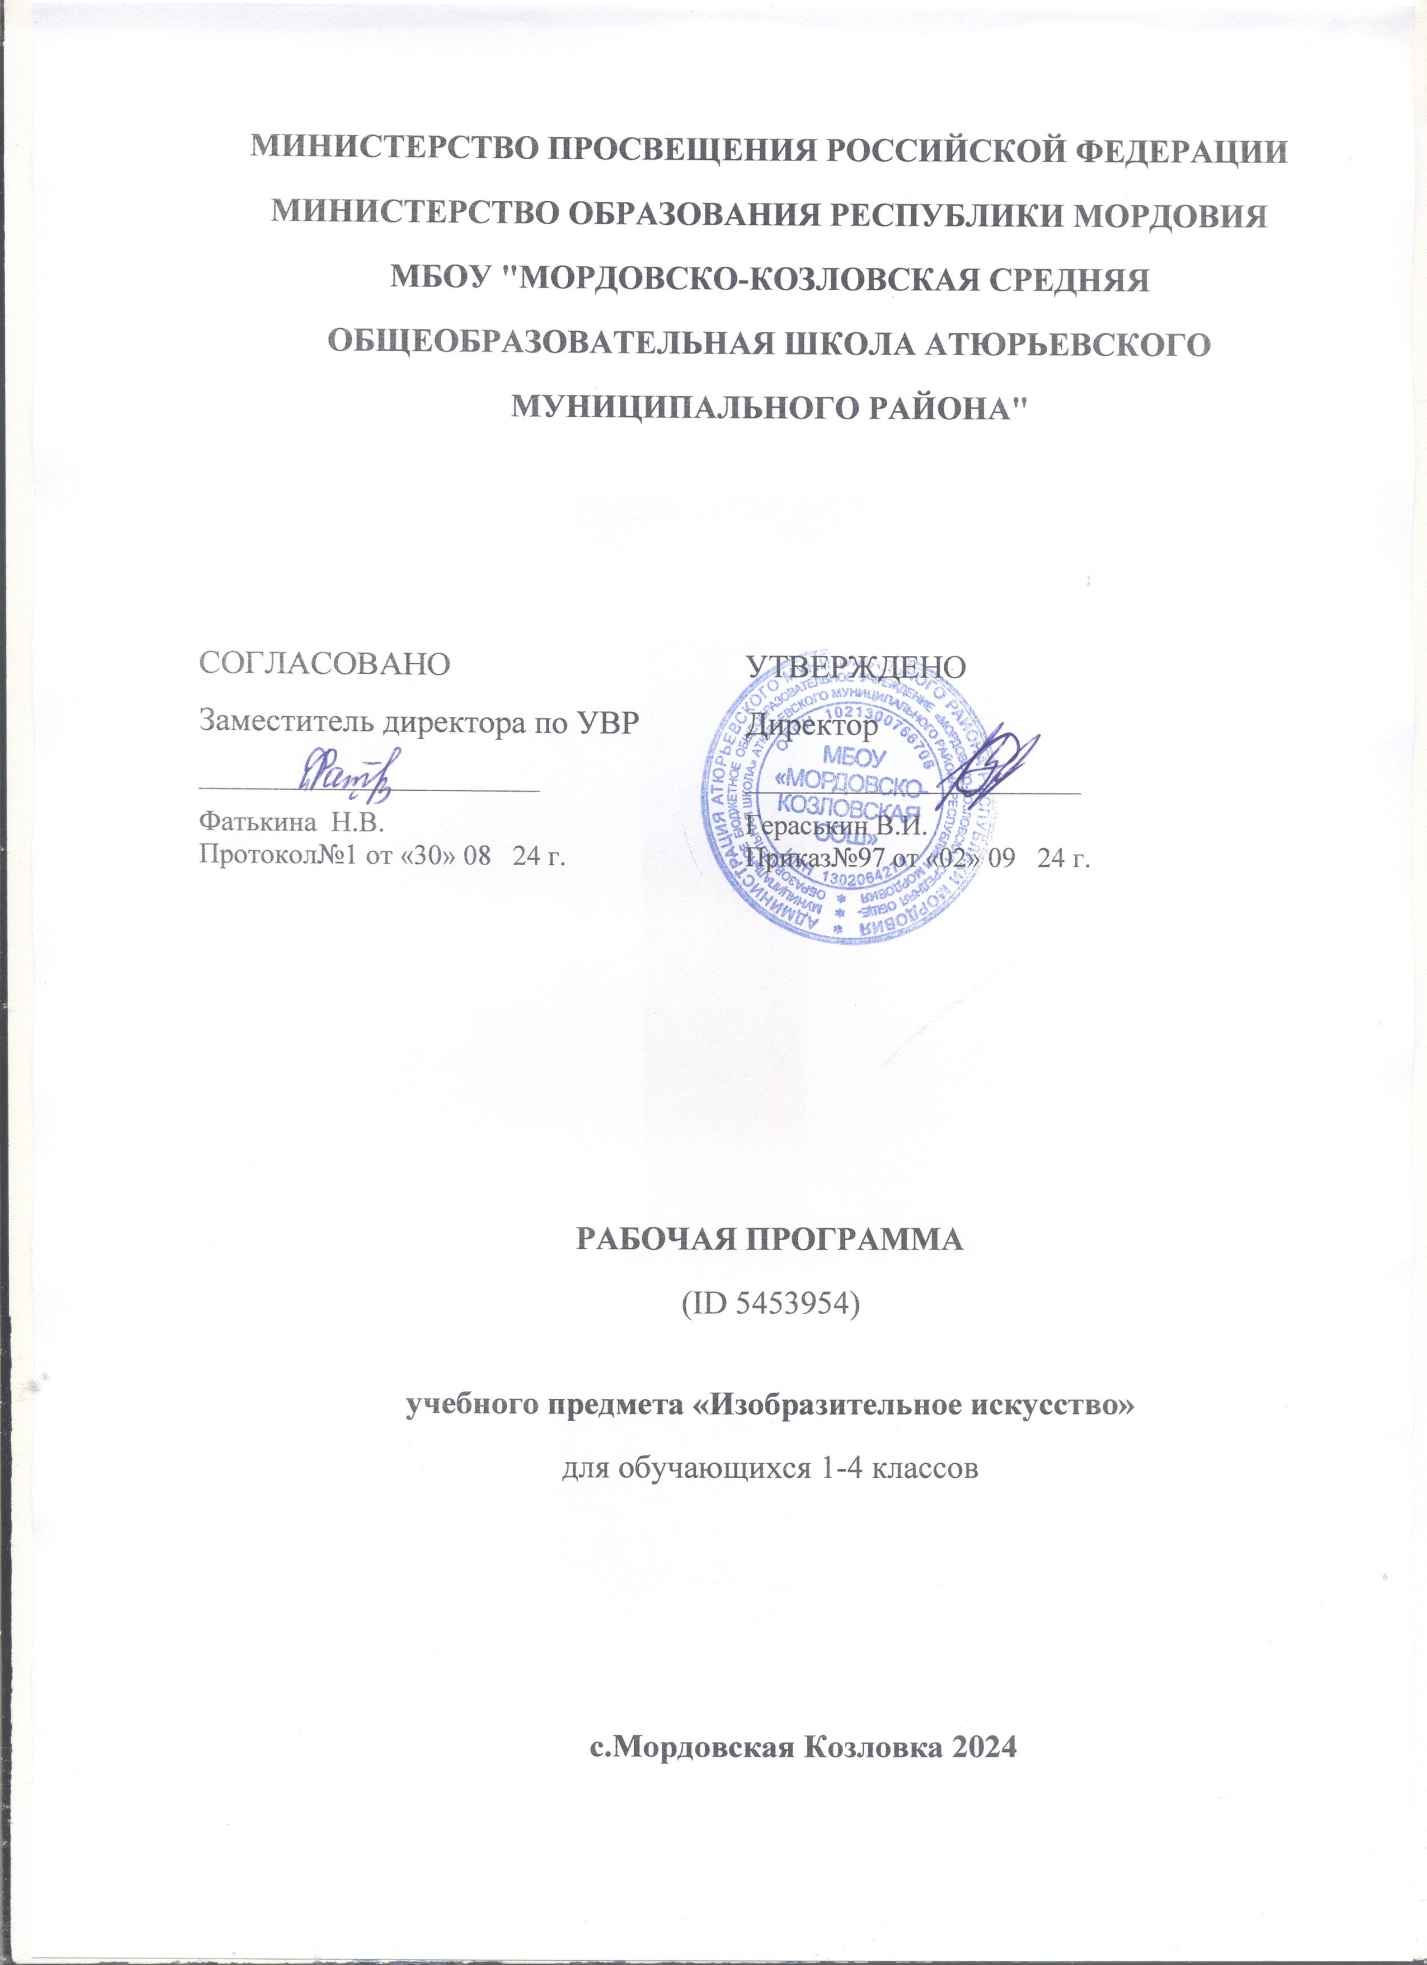 МИНИСТЕРСТВО ПРОСВЕЩЕНИЯ РОССИЙСКОЙ ФЕДЕРАЦИИ
МИНИСТЕРСТВО ОБРАЗОВАНИЯ РЕСПУБЛИКИ МОРДОВИЯ
МБОУ "МОРДОВСКО-КОЗЛОВСКАЯ СРЕДНЯЯ
ОБЩЕОБРАЗОВАТЕЛЬНАЯ ШКОЛА АТЮРЬЕВСКОГО
МУНИЦИПАЛЬНОГО РАЙОНА"
СОГЛАСОВАНО
Заместитель директора по УВР
Фатькина Н.В.
Протокол№1 от «30» 08 24 г.
УТВЕРЖДЕНО
Директор
Гераськин В.И.
Приказ№97 от «02» 09 24 г.
МБОУ
«МОРДОВСКО-
КОЗЛОВСКАЯ
СОШ»
РАБОЧАЯ ПРОГРАММА
(ID 5453954)
учебного предмета «Изобразительное искусство»
для обучающихся 1-4 классов
с.Мордовская Козловка 2024